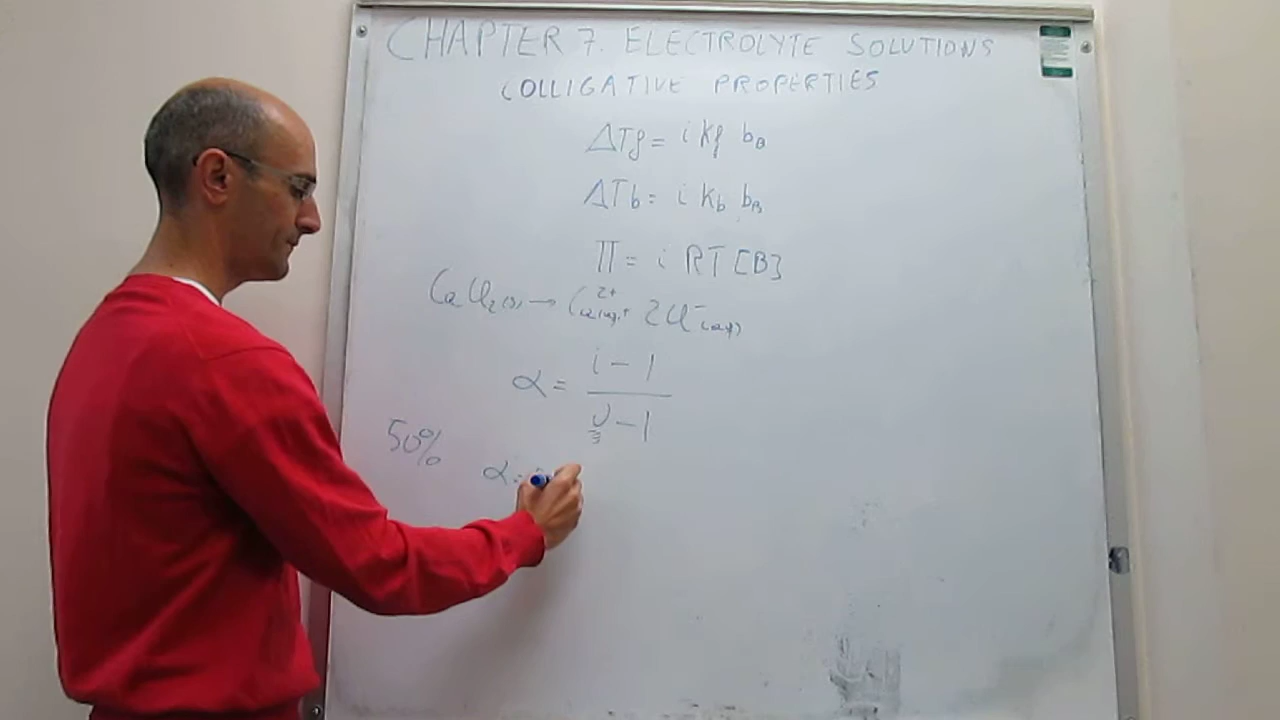 CHAPTER 7. ELECTROLYTE SOLUTIONS
COLLIGATIVE PROPERTIES
ΔTf = i Kf bB
ΔTb = i Kb bB
Π = i RT [B]
CaCl2(s) → Ca2+(aq) + 2Cl-(aq)
α = i - 1 / ν - 1
50%
α =